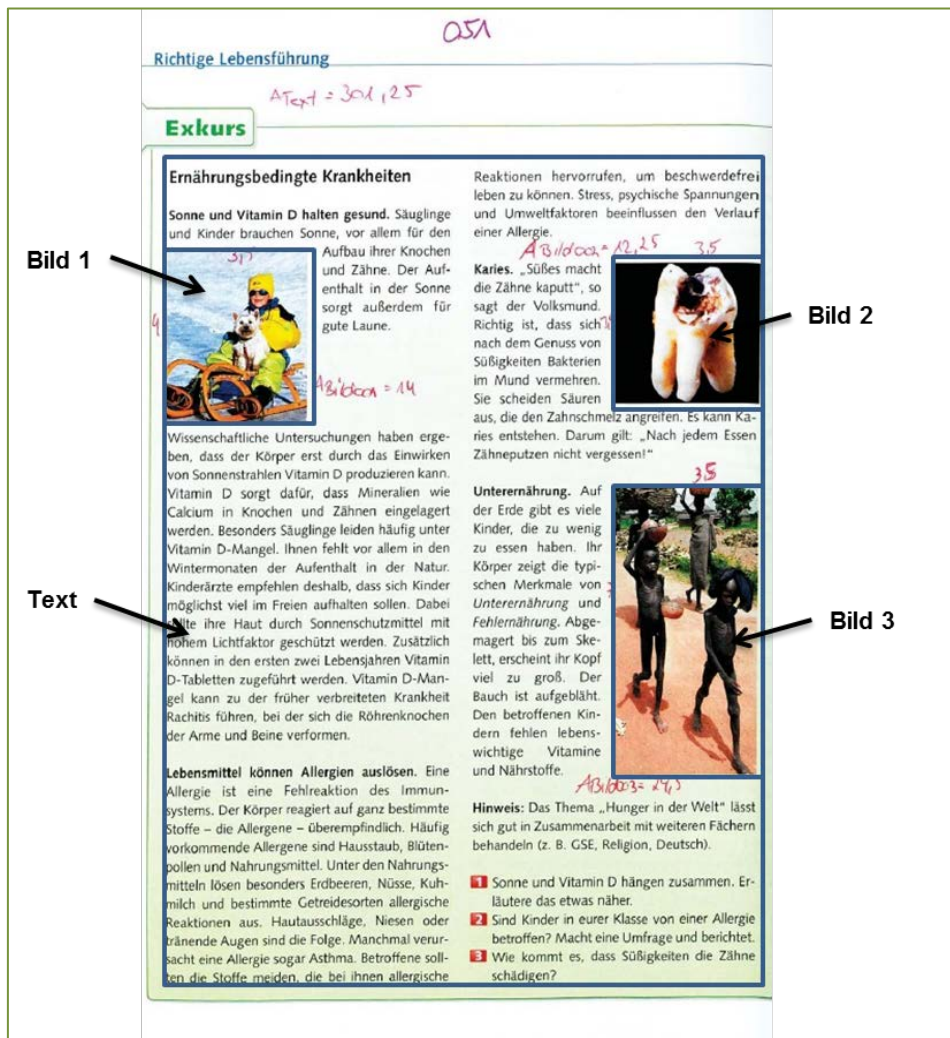 051
Richtige Lebensführung
AText = 301,25
Exkurs
Ernährungsbedingte Krankheiten
Sonne und Vitamin D halten gesund. Säuglinge
und Kinder brauchen Sonne, vor allem für den
Aufbau ihrer Knochen
und Zähne. Der Auf-
enthalt in der Sonne
sorgt außerdem für
gute Laune.
Bild 1
4
ABild001 = 14
Wissenschaftliche Untersuchungen haben erge-
ben, dass der Körper erst durch das Einwirken
von Sonnenstrahlen Vitamin D produzieren kann.
Vitamin D sorgt dafür, dass Mineralien wie
Calcium in Knochen und Zähnen eingelagert
werden. Besonders Säuglinge leiden häufig unter
Vitamin D-Mangel. Ihnen fehlt vor allem in den
Wintermonaten der Aufenthalt in der Natur.
Kinderärzte empfehlen deshalb, dass sich Kinder
möglichst viel im Freien aufhalten sollen. Dabei
sollte ihre Haut durch Sonnenschutzmittel mit
hohem Lichtfaktor geschützt werden. Zusätzlich
können in den ersten zwei Lebensjahren Vitamin
D-Tabletten zugeführt werden. Vitamin D-Man-
gel kann zu der früher verbreiteten Krankheit
Rachitis führen, bei der sich die Röhrenknochen
der Arme und Beine verformen.
Text
Lebensmittel können Allergien auslösen. Eine
Allergie ist eine Fehlreaktion des Immun-
systems. Der Körper reagiert auf ganz bestimmte
Stoffe – die Allergene – überempfindlich. Häufig
vorkommende Allergene sind Hausstaub, Blüten-
pollen und Nahrungsmittel. Unter den Nahrungs-
mitteln lösen besonders Erdbeeren, Nüsse, Kuh-
milch und bestimmte Getreidesorten allergische
Reaktionen aus. Hautausschläge, Niesen oder
tränende Augen sind die Folge. Manchmal verur-
sacht eine Allergie sogar Asthma. Betroffene soll-
ten die Stoffe meiden, die bei ihnen allergische
Reaktionen hervorrufen, um beschwerdefrei
leben zu können. Stress, psychische Spannungen
und Umweltfaktoren beeinflussen den Verlauf
einer Allergie.
ABild002 = 12,25
3,5
Karies. „Süßes macht
die Zähne kaputt“, so
sagt der Volksmund.
Richtig ist, dass sich
nach dem Genuss von
Süßigkeiten Bakterien
im Mund vermehren.
Sie scheiden Säuren
aus, die den Zahnschmelz angreifen. Es kann Ka-
ries entstehen. Darum gilt: „Nach jedem Essen
Zähneputzen nicht vergessen!“
Bild 2
3,5
Unterernährung. Auf
der Erde gibt es viele
Kinder, die zu wenig
zu essen haben. Ihr
Körper zeigt die typi-
schen Merkmale von
Unterernährung und
Fehlernährung. Abge-
magert bis zum Ske-
lett, erscheint ihr Kopf
viel zu groß. Der
Bauch ist aufgebläht.
Den betroffenen Kin-
dern fehlen lebens-
wichtige Vitamine
und Nährstoffe.
Bild 3
ABild003 = 24,5
Hinweis: Das Thema „Hunger in der Welt“ lässt
sich gut in Zusammenarbeit mit weiteren Fächern
behandeln (z. B. GSE, Religion, Deutsch).
1 Sonne und Vitamin D hängen zusammen. Er-
läutere das etwas näher.
2 Sind Kinder in eurer Klasse von einer Allergie
betroffen? Macht eine Umfrage und berichtet.
3 Wie kommt es, dass Süßigkeiten die Zähne
schädigen?